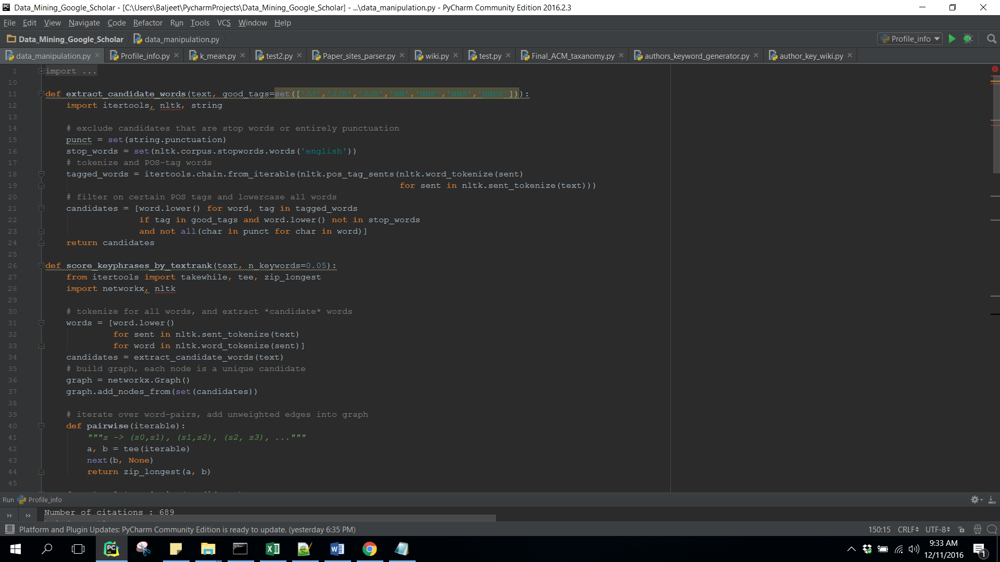 Data_Mining_Google_Scholar - [C:\Users\Baljeet\PycharmProjects\Data_Mining_Google_Scholar] - ...\data_manipulation.py - PyCharm Community Edition 2016.2.3
File Edit View Navigate Code Refactor Run Tools VCS Window Help
Data_Mining_Google_Scholar data_manipulation.py Profile_info
data_manipulation.py Profile_info.py k_mean.py test2.py Paper_sites_parser.py wiki.py test.py Final_ACM_taxanomy.py authors_keyword_generator.py author_key_wiki.py
1 import ...
10
11 def extract_candidate_words(text, good_tags=set(['JJ','JJR','JJS','NN','NNP','NNS','NNPS'])):
12     import itertools, nltk, string
13
14     # exclude candidates that are stop words or entirely punctuation
15     punct = set(string.punctuation)
16     stop_words = set(nltk.corpus.stopwords.words('english'))
17     # tokenize and POS-tag words
18     tagged_words = itertools.chain.from_iterable(nltk.pos_tag_sents(nltk.word_tokenize(sent)
19                                                                     for sent in nltk.sent_tokenize(text)))
20     # filter on certain POS tags and lowercase all words
21     candidates = [word.lower() for word, tag in tagged_words
22                   if tag in good_tags and word.lower() not in stop_words
23                   and not all(char in punct for char in word)]
24     return candidates
25
26 def score_keyphrases_by_textrank(text, n_keywords=0.05):
27     from itertools import takewhile, tee, zip_longest
28     import networkx, nltk
29
30     # tokenize for all words, and extract *candidate* words
31     words = [word.lower()
32              for sent in nltk.sent_tokenize(text)
33              for word in nltk.word_tokenize(sent)]
34     candidates = extract_candidate_words(text)
35     # build graph, each node is a unique candidate
36     graph = networkx.Graph()
37     graph.add_nodes_from(set(candidates))
38
39     # iterate over word-pairs, add unweighted edges into graph
40     def pairwise(iterable):
41         """s -> (s0,s1), (s1,s2), (s2, s3), ..."""
42         a, b = tee(iterable)
43         next(b, None)
44         return zip_longest(a, b)
45
Run Profile_info
Number of citations : 689
Platform and Plugin Updates: PyCharm Community Edition is ready to update. (yesterday 6:35 PM) 150:15 CRLF UTF-8
9:33 AM
12/11/2016
1